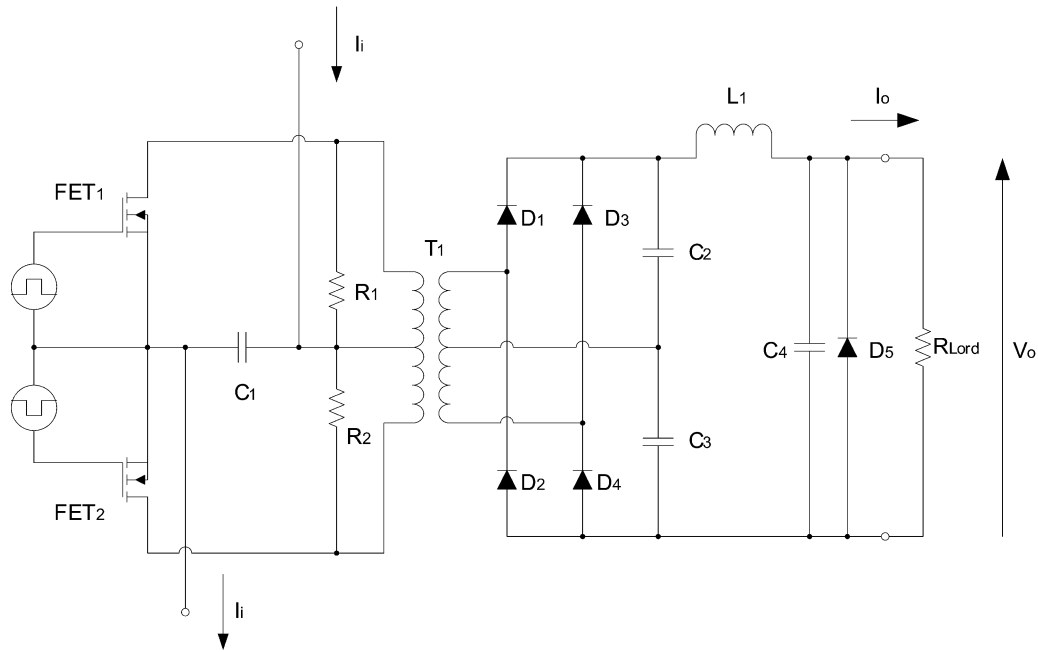 Ii
L1
Io
FET1
T1
D1
D3
C2
R1
C1
C4
D5
RLord
Vo
R2
C3
D2
D4
FET2
Ii